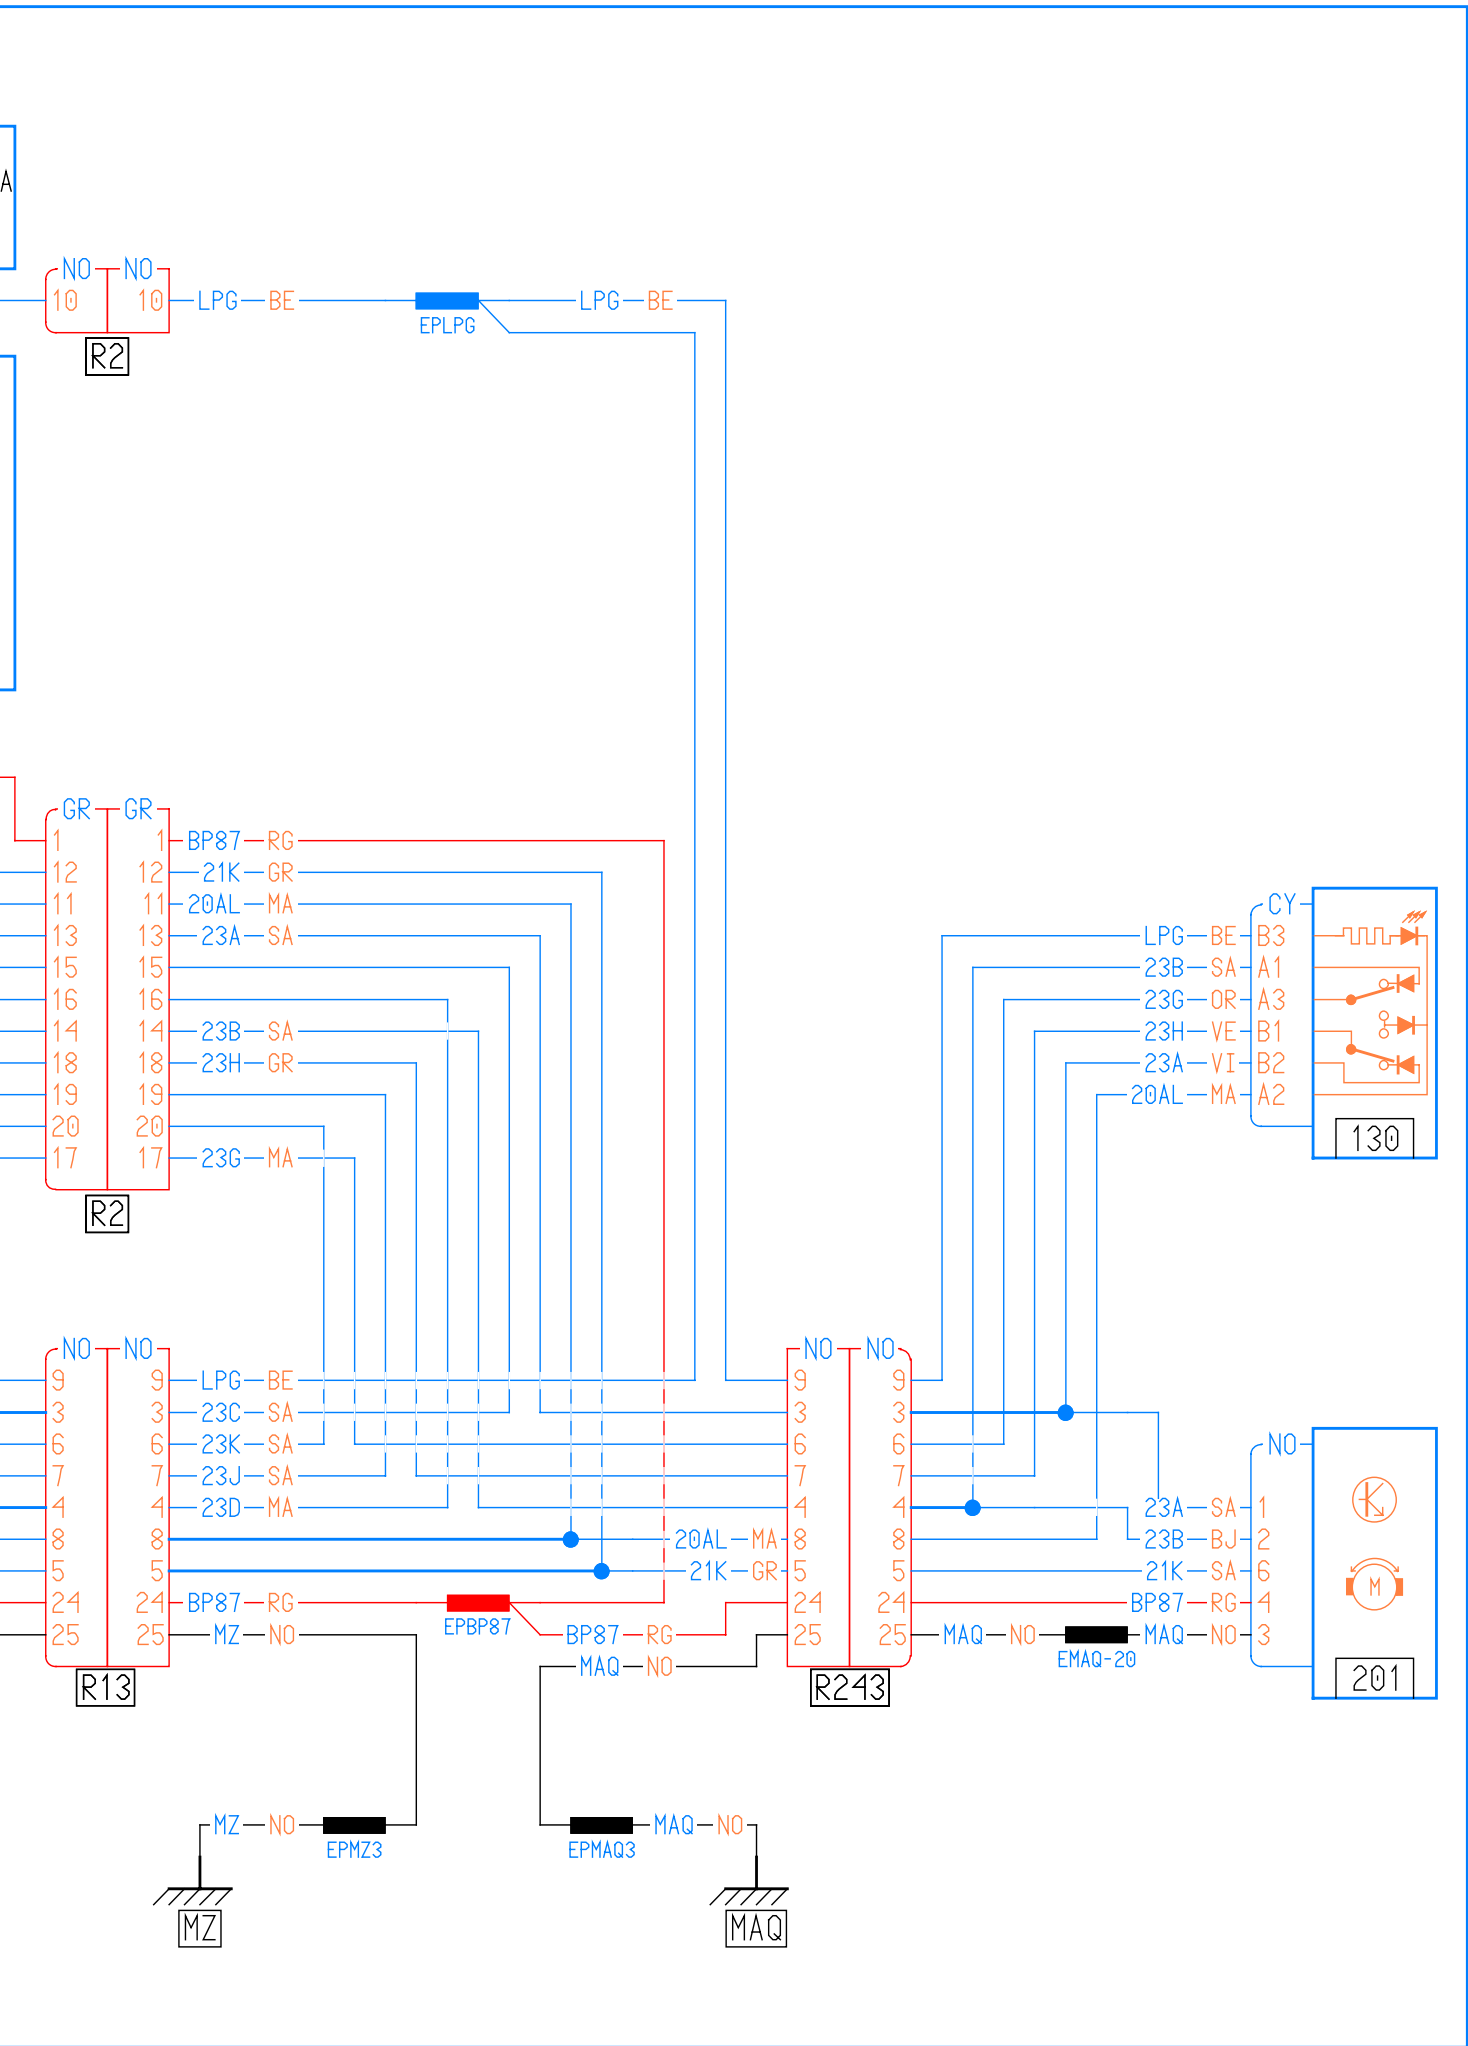 A
NO NO
10 10 LPG BE LPG BE
EPLPG
R2
GR GR
1 1 BP87 RG
12 12 21K GR
11 11 20AL MA
CY
13 13 23A SA LPG BE B3
15 15 23B SA A1
16 16 23G OR A3
14 14 23B SA 23H VE B1
18 18 23H GR 23A VI B2
19 19 20AL MA A2
20 20
130
17 17 23G MA
R2
NO NO NO NO
9 9 LPG BE 9 9
3 3 23C SA 3 3
6 6 23K SA 6 6 NO
7 7 23J SA 7 7
4 4 23D MA 4 4 23A SA 1
8 8 20AL MA 8 8 23B BJ 2
5 5 21K GR 5 5 21K SA 6
M
24 24 BP87 RG 24 24 BP87 RG 4
EPBP87
25 25 MZ NO BP87 RG 25 25 MAQ NO MAQ NO 3
EMAQ-20
MAQ NO
R13 R243 201
MZ NO MAQ NO
EPMZ3 EPMAQ3
MZ MAQ